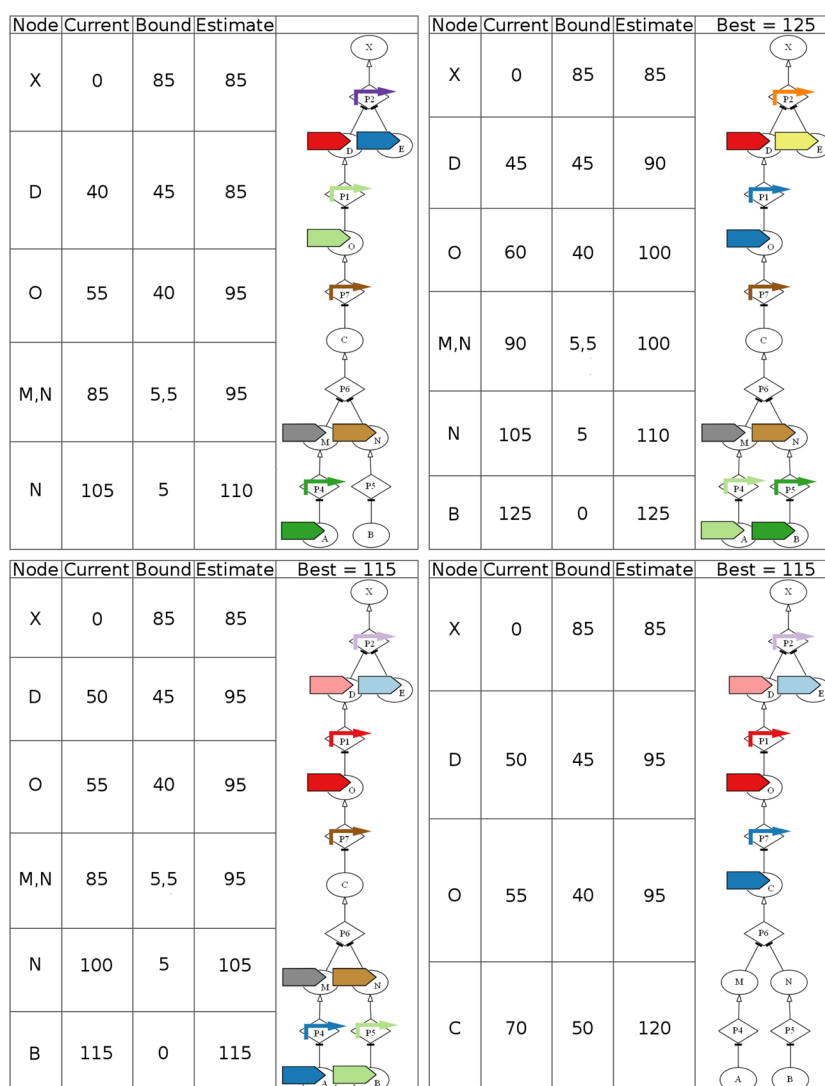 Node Current Bound Estimate
X 0 85 85
D 40 45 85
O 55 40 95
M,N 85 5,5 95
N 105 5 110
X
P2
D E
P1
O
P7
C
P6
M N
P4 P5
A B
Node Current Bound Estimate Best = 125
X 0 85 85
D 45 45 90
O 60 40 100
M,N 90 5,5 100
N 105 5 110
B 125 0 125
X
P2
D E
P1
O
P7
C
P6
M N
P4 P5
A B
Node Current Bound Estimate Best = 115
X 0 85 85
D 50 45 95
O 55 40 95
M,N 85 5,5 95
N 100 5 105
B 115 0 115
X
P2
D E
P1
O
P7
C
P6
M N
P4 P5
A B
Node Current Bound Estimate Best = 115
X 0 85 85
D 50 45 95
O 55 40 95
C 70 50 120
X
P2
D E
P1
O
P7
C
P6
M N
P4 P5
A B